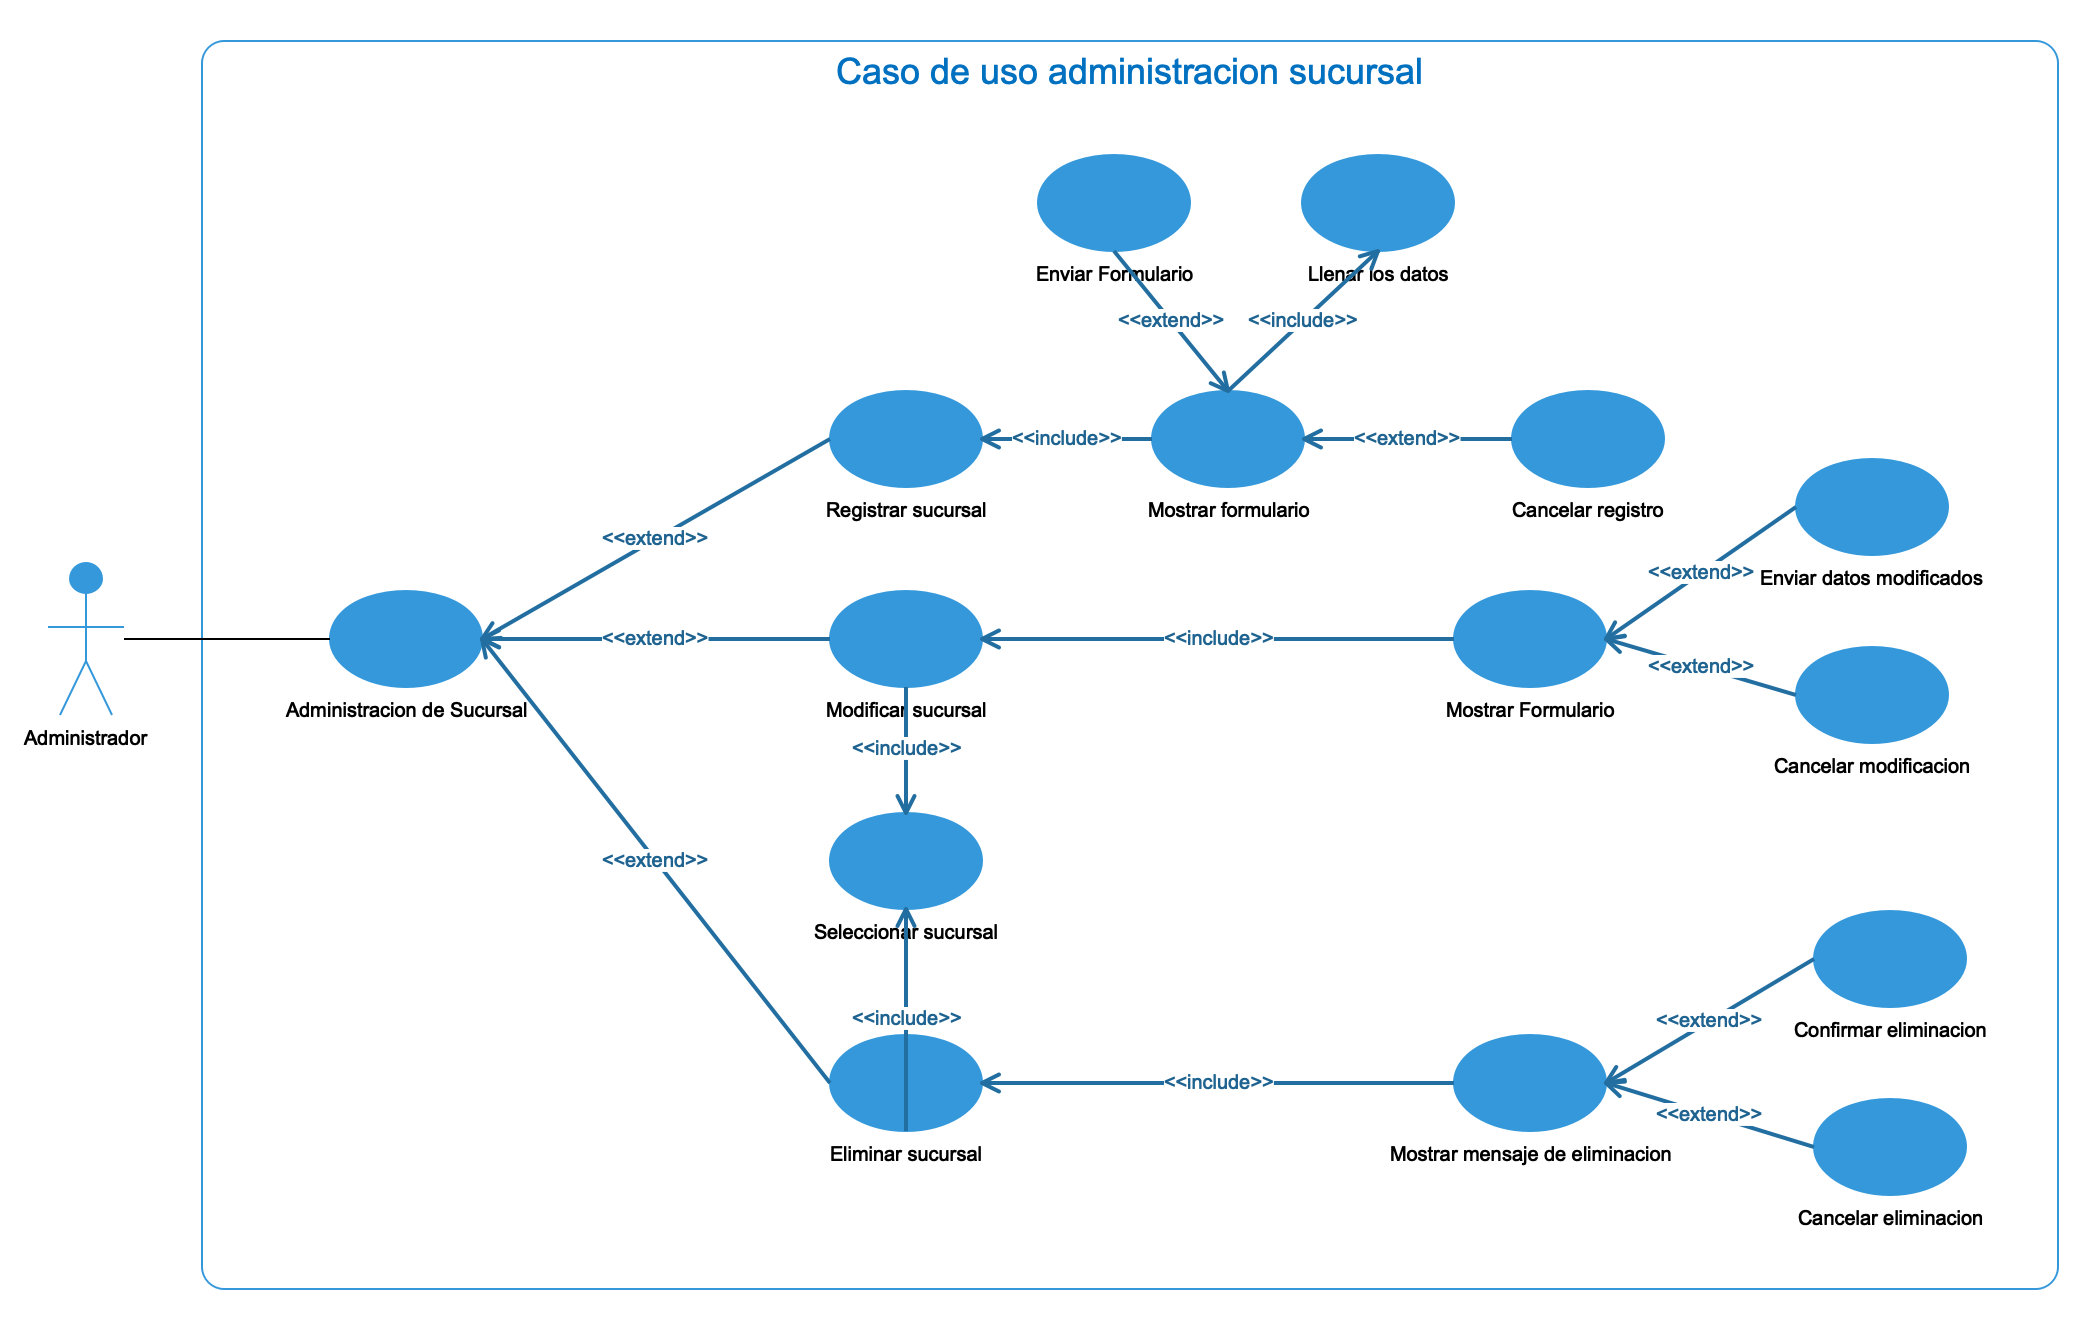 Caso de uso administracion sucursal
Enviar Formulario
Llenar los datos
<<extend>>
<<include>>
<<include>>
<<extend>>
Registrar sucursal
Mostrar formulario
Cancelar registro
<<extend>>
<<extend>>
Enviar datos modificados
<<extend>>
<<include>>
<<extend>>
Administracion de Sucursal
Modificar sucursal
Mostrar Formulario
Administrador
<<include>>
Cancelar modificacion
<<extend>>
Seleccionar sucursal
<<include>>
<<extend>>
Confirmar eliminacion
<<include>>
<<extend>>
Eliminar sucursal
Mostrar mensaje de eliminacion
Cancelar eliminacion